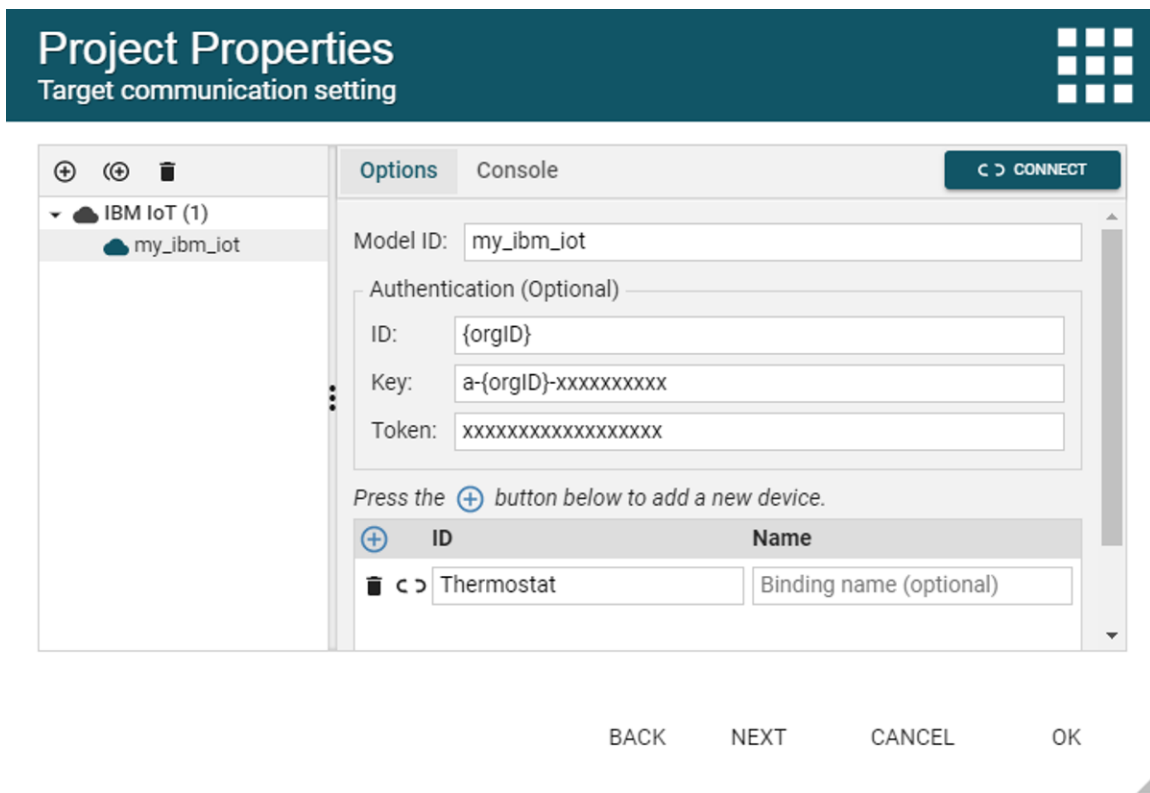 Project Properties
Target communication setting
Options Console CONNECT
IBM IoT (1)
my_ibm_iot
Model ID: my_ibm_iot
Authentication (Optional)
ID: {orgID}
Key: a-{orgID}-xxxxxxxxxx
Token: xxxxxxxxxxxxxxxxxx
Press the button below to add a new device.
ID Name
Thermostat Binding name (optional)
BACK NEXT CANCEL OK